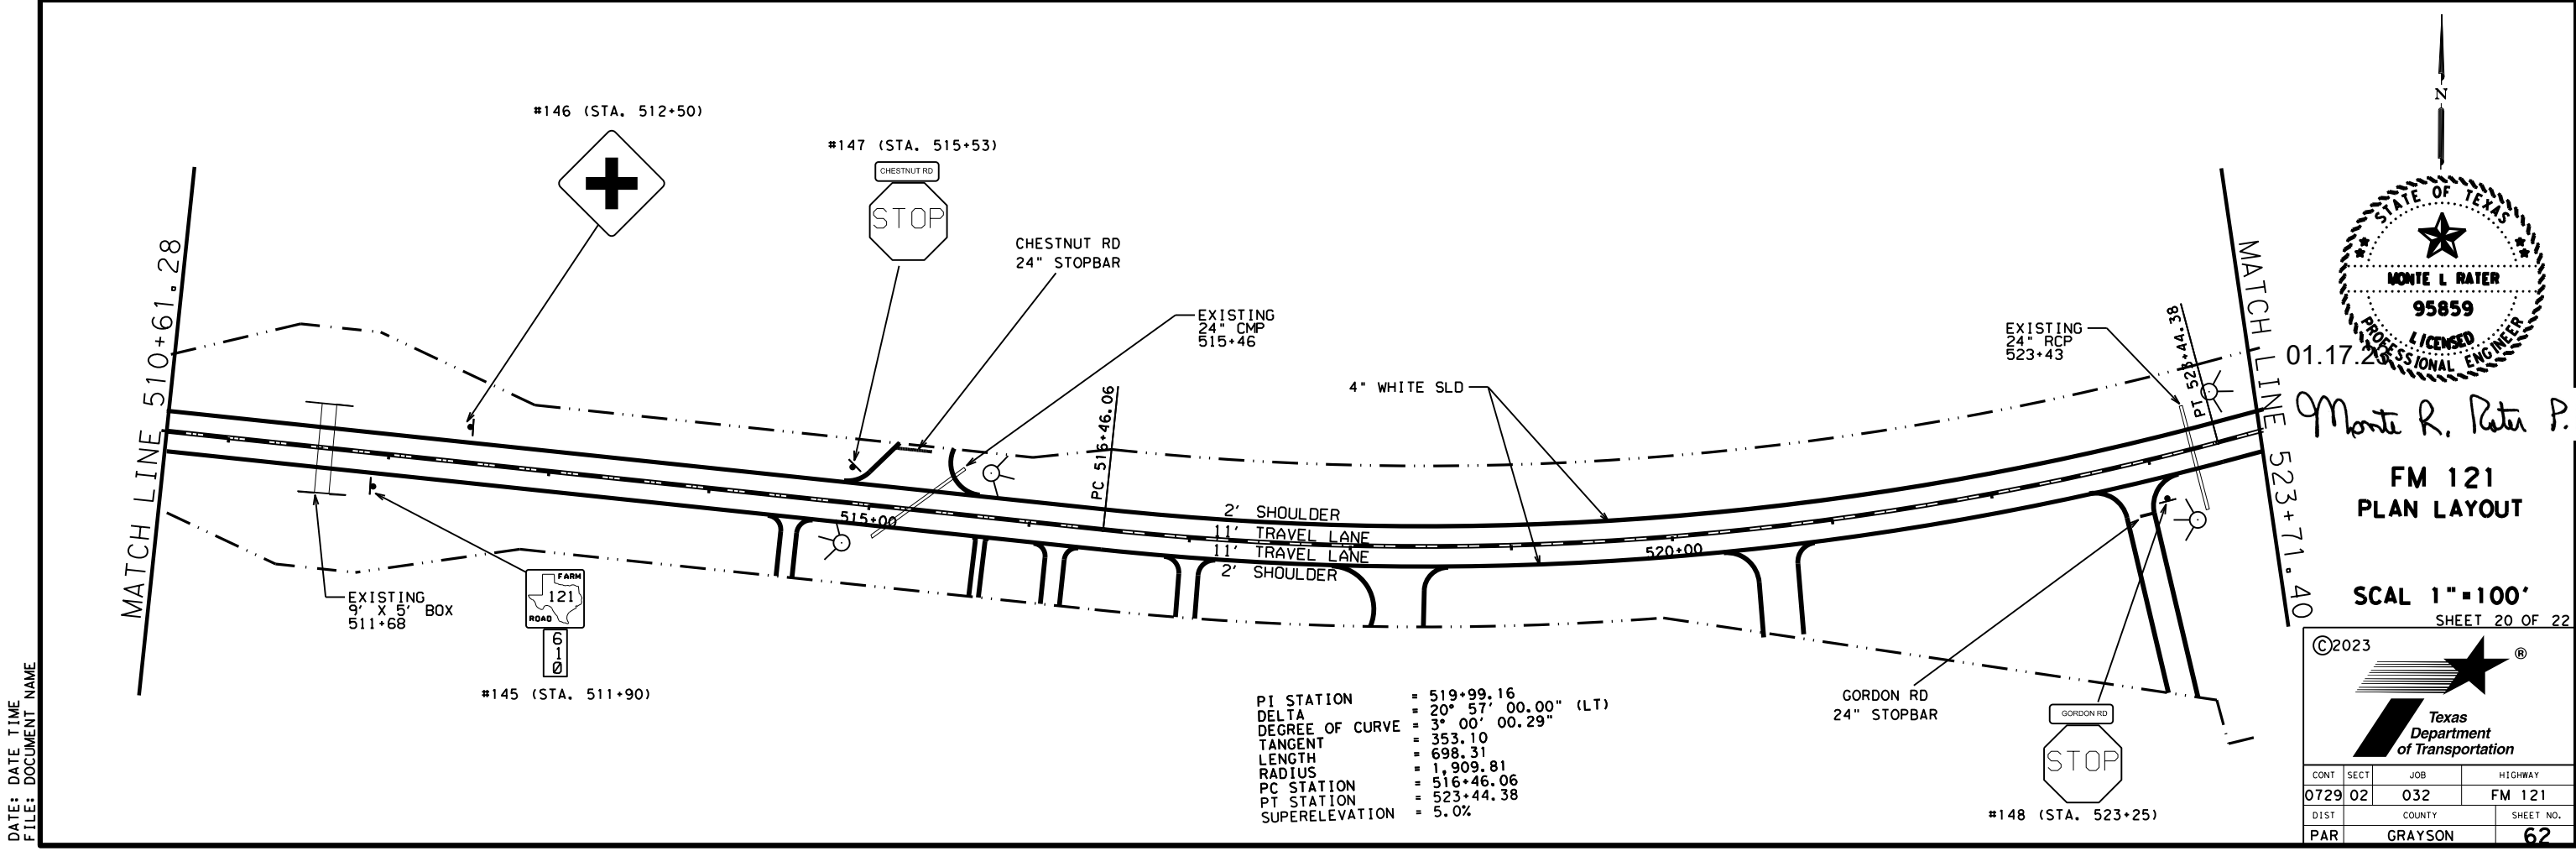 #146 (STA. 512+50)
#147 (STA. 515+53)
CHESTNUT RD
STOP
CHESTNUT RD
24" STOPBAR
EXISTING
24" CMP
515+46
4" WHITE SLD
EXISTING
24" RCP
523+43
MATCH LINE 510+61.28
PC 516+46.06
PT 523+44.38
MATCH LINE 523+71.40
515+00
2' SHOULDER
11' TRAVEL LANE
11' TRAVEL LANE
2' SHOULDER
520+00
EXISTING
9' X 5' BOX
511+68
FARM
121
ROAD
6
1
0
#145 (STA. 511+90)
PI STATION = 519+99.16
DELTA = 20° 57' 00.00" (LT)
DEGREE OF CURVE = 3° 00' 00.29"
TANGENT = 353.10
LENGTH = 698.31
RADIUS = 1,909.81
PC STATION = 516+46.06
PT STATION = 523+44.38
SUPERELEVATION = 5.0%
GORDON RD
24" STOPBAR
GORDON RD
STOP
#148 (STA. 523+25)
N
STATE OF TEXAS
MONTE L RATER
95859
LICENSED
PROFESSIONAL ENGINEER
Monte R. Rater P.
FM 121
PLAN LAYOUT
SCAL 1"=100'
SHEET 20 OF 22
©2023
®
Texas
Department
of Transportation
CONT SECT JOB HIGHWAY
0729 02 032 FM 121
DIST COUNTY SHEET NO.
PAR GRAYSON 62
DATE: DATE TIME
FILE: DOCUMENT NAME